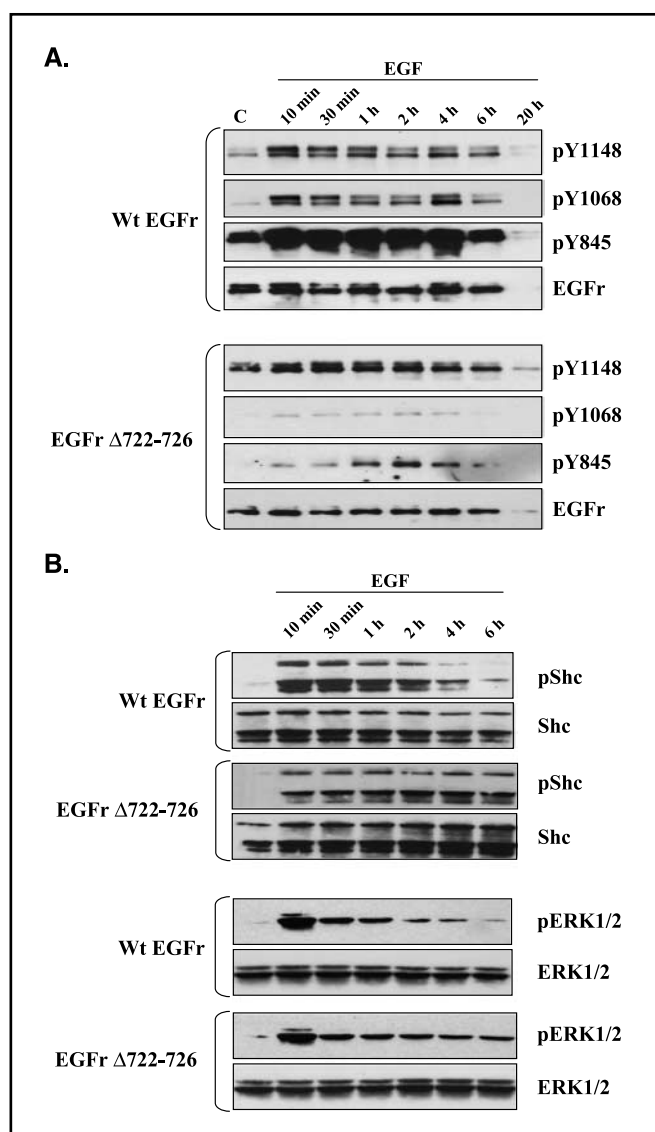 A.
EGF
C 10 min 30 min 1 h 2 h 4 h 6 h 20 h
pY1148
pY1068
Wt EGFr
pY845
EGFr
pY1148
pY1068
EGFr Δ722-726
pY845
EGFr
B.
EGF
10 min 30 min 1 h 2 h 4 h 6 h
pShc
Wt EGFr
Shc
pShc
EGFr Δ722-726
Shc
pERK1/2
Wt EGFr
ERK1/2
pERK1/2
EGFr Δ722-726
ERK1/2